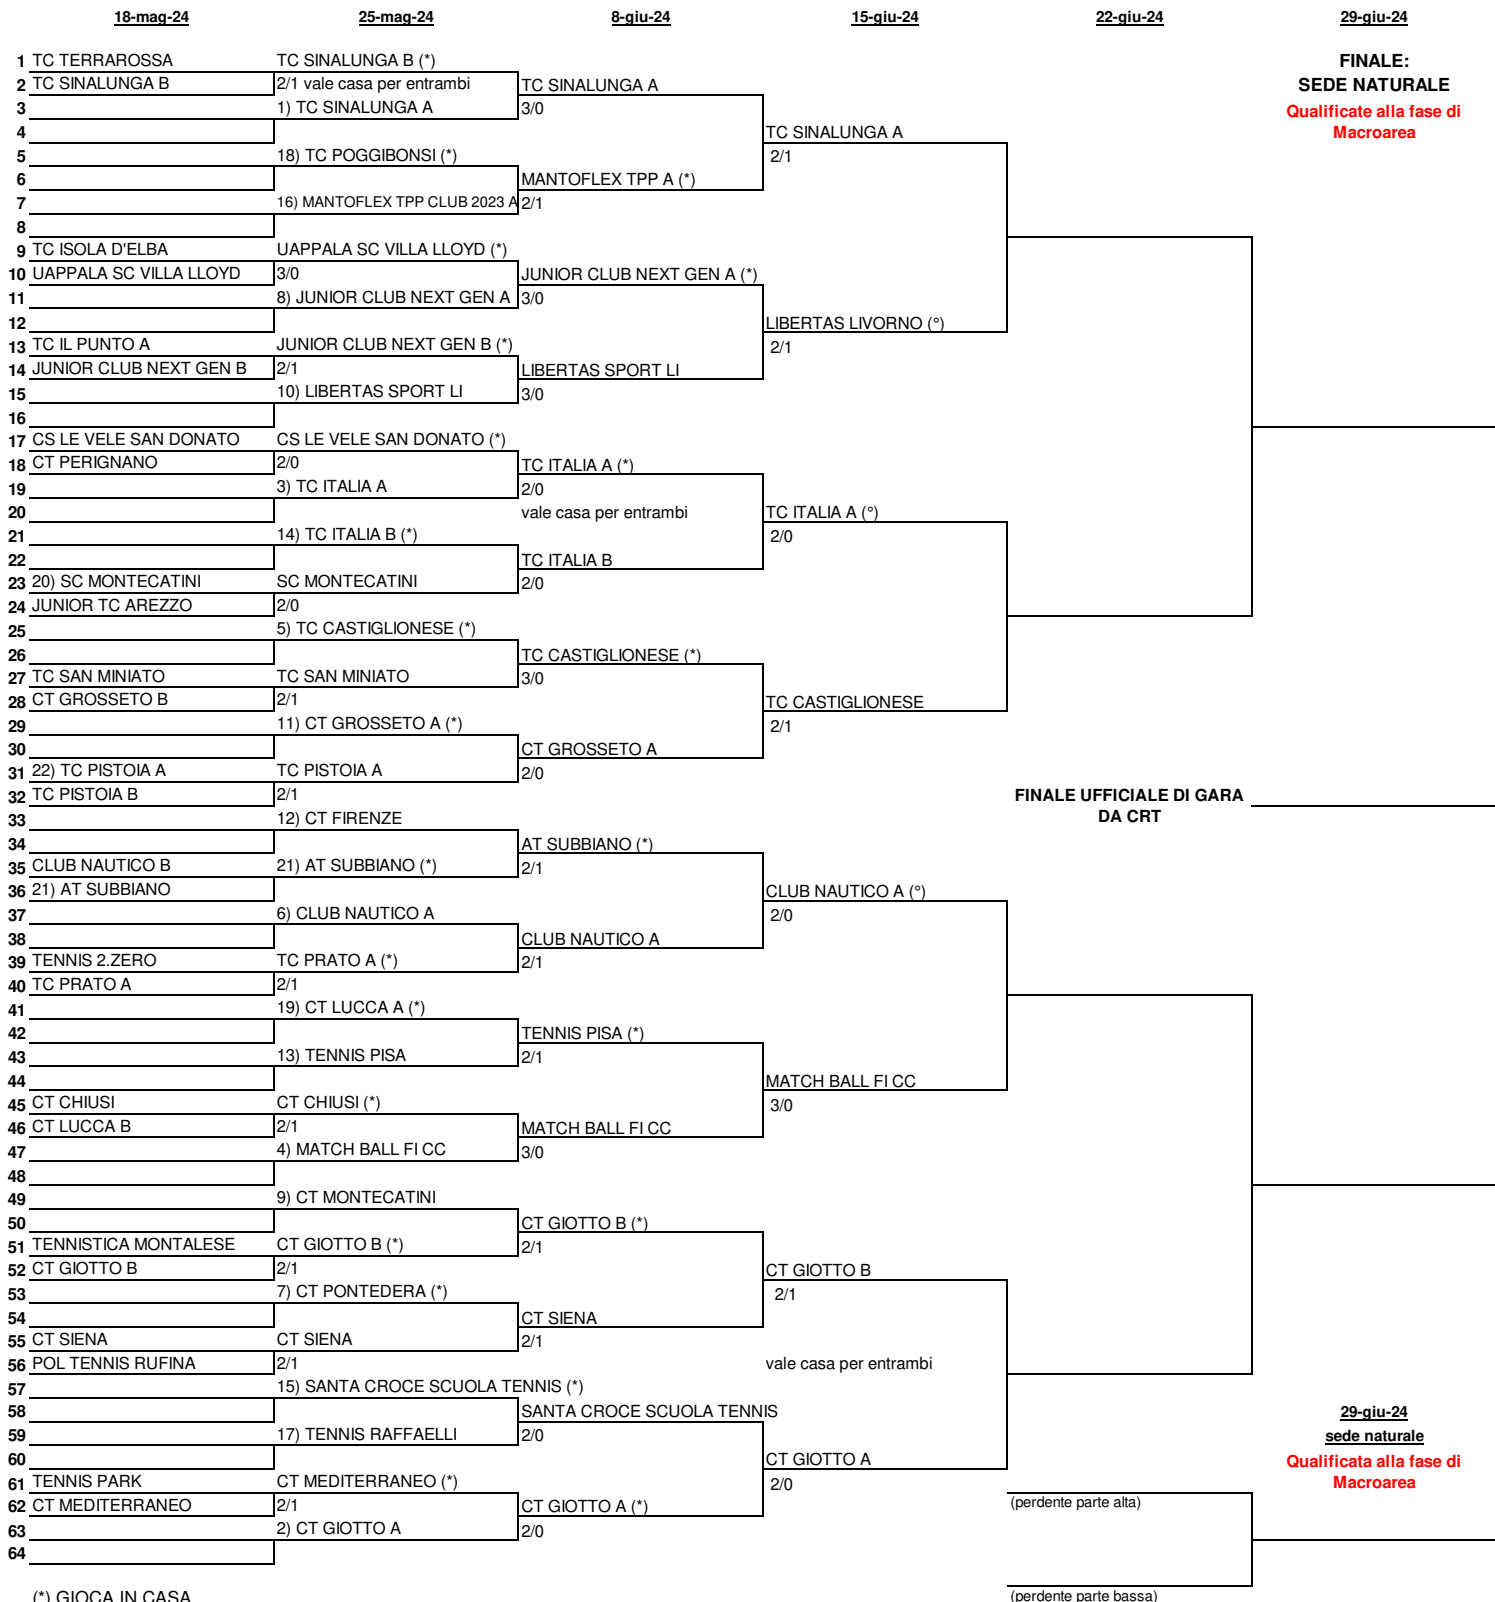 18-mag-24 25-mag-24 8-giu-24 15-giu-24 22-giu-24 29-giu-24
1 TC TERRAROSSA TC SINALUNGA B (*) FINALE:
2 TC SINALUNGA B 2/1 vale casa per entrambi TC SINALUNGA A SEDE NATURALE
3 1) TC SINALUNGA A 3/0 Qualificate alla fase di
4 TC SINALUNGA A Macroarea
5 18) TC POGGIBONSI (*) 2/1
6 MANTOFLEX TPP A (*)
7 16) MANTOFLEX TPP CLUB 2023 A 2/1
8
9 TC ISOLA D'ELBA UAPPALA SC VILLA LLOYD (*)
10 UAPPALA SC VILLA LLOYD 3/0 JUNIOR CLUB NEXT GEN A (*)
11 8) JUNIOR CLUB NEXT GEN A 3/0
12 LIBERTAS LIVORNO (°)
13 TC IL PUNTO A JUNIOR CLUB NEXT GEN B (*) 2/1
14 JUNIOR CLUB NEXT GEN B 2/1 LIBERTAS SPORT LI
15 10) LIBERTAS SPORT LI 3/0
16
17 CS LE VELE SAN DONATO CS LE VELE SAN DONATO (*)
18 CT PERIGNANO 2/0 TC ITALIA A (*)
19 3) TC ITALIA A 2/0
20 vale casa per entrambi TC ITALIA A (°)
21 14) TC ITALIA B (*) 2/0
22 TC ITALIA B
23 20) SC MONTECATINI SC MONTECATINI 2/0
24 JUNIOR TC AREZZO 2/0
25 5) TC CASTIGLIONESE (*)
26 TC CASTIGLIONESE (*)
27 TC SAN MINIATO TC SAN MINIATO 3/0
28 CT GROSSETO B 2/1 TC CASTIGLIONESE
29 11) CT GROSSETO A (*) 2/1
30 CT GROSSETO A
31 22) TC PISTOIA A TC PISTOIA A 2/0
32 TC PISTOIA B 2/1 FINALE UFFICIALE DI GARA
33 12) CT FIRENZE DA CRT
34 AT SUBBIANO (*)
35 CLUB NAUTICO B 21) AT SUBBIANO (*) 2/1
36 21) AT SUBBIANO CLUB NAUTICO A (°)
37 6) CLUB NAUTICO A 2/0
38 CLUB NAUTICO A
39 TENNIS 2.ZERO TC PRATO A (*) 2/1
40 TC PRATO A 2/1
41 19) CT LUCCA A (*)
42 TENNIS PISA (*)
43 13) TENNIS PISA 2/1
44 MATCH BALL FI CC
45 CT CHIUSI CT CHIUSI (*) 3/0
46 CT LUCCA B 2/1 MATCH BALL FI CC
47 4) MATCH BALL FI CC 3/0
48
49 9) CT MONTECATINI
50 CT GIOTTO B (*)
51 TENNISTICA MONTALESE CT GIOTTO B (*) 2/1
52 CT GIOTTO B 2/1 CT GIOTTO B
53 7) CT PONTEDERA (*) 2/1
54 CT SIENA
55 CT SIENA CT SIENA 2/1
56 POL TENNIS RUFINA 2/1 vale casa per entrambi
57 15) SANTA CROCE SCUOLA TENNIS (*)
58 SANTA CROCE SCUOLA TENNIS 29-giu-24
59 17) TENNIS RAFFAELLI 2/0 sede naturale
60 CT GIOTTO A Qualificata alla fase di
61 TENNIS PARK CT MEDITERRANEO (*) 2/0 Macroarea
62 CT MEDITERRANEO 2/1 CT GIOTTO A (*) (perdente parte alta)
63 2) CT GIOTTO A 2/0
64
(*) GIOCA IN CASA (perdente parte bassa)